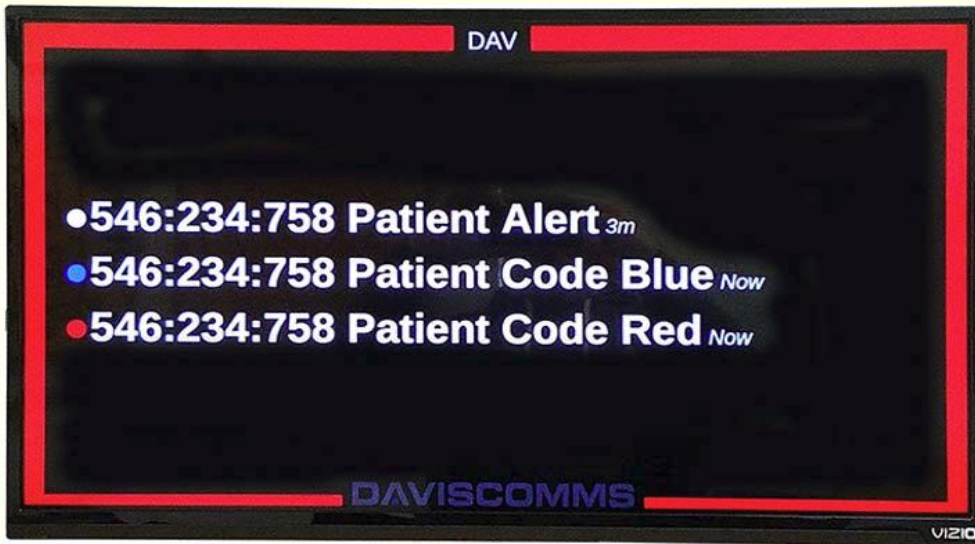 DAV
●546:234:758 Patient Alert 3m
●546:234:758 Patient Code Blue Now
●546:234:758 Patient Code Red Now
DAVISCOMMS
VIZIO